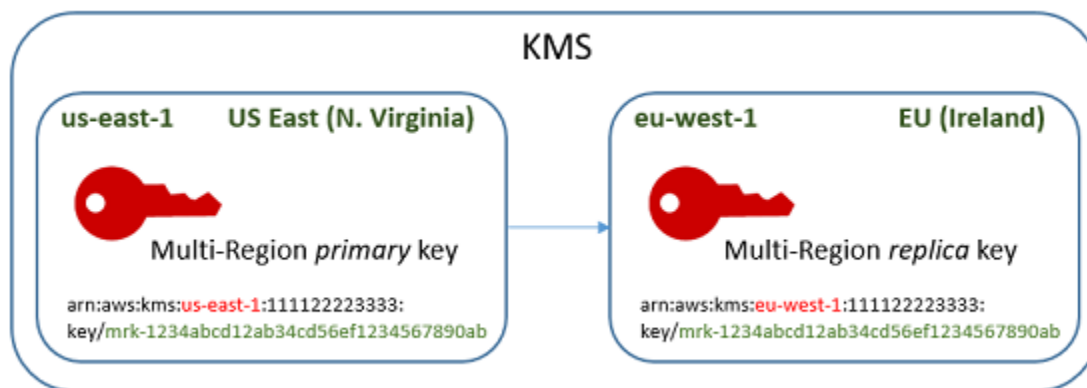 KMS
us-east-1 US East (N. Virginia)
Multi-Region primary key
arn:aws:kms:us-east-1:111122223333:
key/mrk-1234abcd12ab34cd56ef1234567890ab
eu-west-1 EU (Ireland)
Multi-Region replica key
arn:aws:kms:eu-west-1:111122223333:
key/mrk-1234abcd12ab34cd56ef1234567890ab